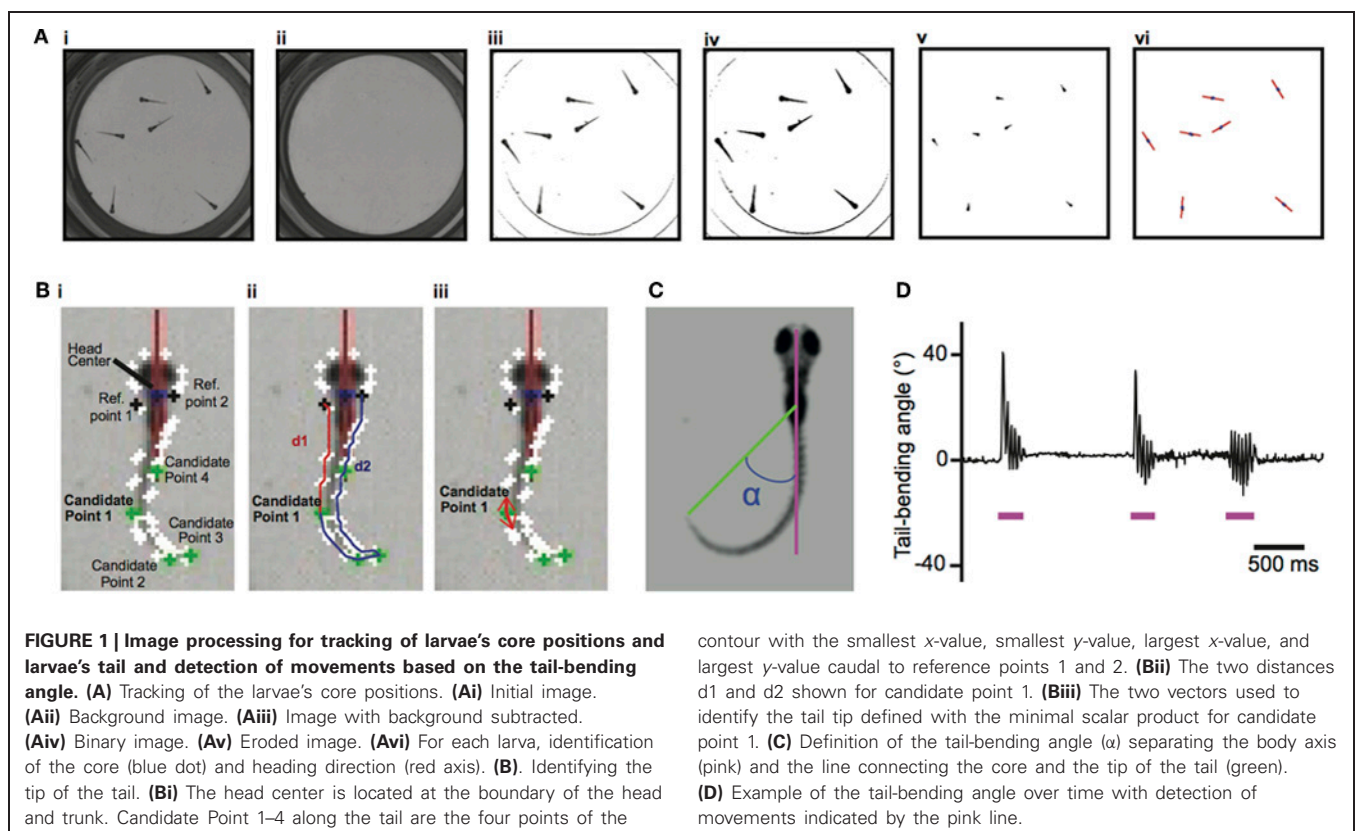 A
i
ii
iii
iv
v
vi
B
i
Head
Center
Ref.
point 1
Ref.
point 2
Candidate
Point 4
Candidate
Point 1
Candidate
Point 3
Candidate
Point 2
ii
d1
d2
Candidate
Point 1
iii
Candidate
Point 1
C
α
D
Tail-bending angle (°)
40
0
-40
500 ms
FIGURE 1 | Image processing for tracking of larvae's core positions and
larvae's tail and detection of movements based on the tail-bending
angle. (A) Tracking of the larvae's core positions. (Ai) Initial image.
(Aii) Background image. (Aiii) Image with background subtracted.
(Aiv) Binary image. (Av) Eroded image. (Avi) For each larva, identification
of the core (blue dot) and heading direction (red axis). (B). Identifying the
tip of the tail. (Bi) The head center is located at the boundary of the head
and trunk. Candidate Point 1–4 along the tail are the four points of the
contour with the smallest x-value, smallest y-value, largest x-value, and
largest y-value caudal to reference points 1 and 2. (Bii) The two distances
d1 and d2 shown for candidate point 1. (Biii) The two vectors used to
identify the tail tip defined with the minimal scalar product for candidate
point 1. (C) Definition of the tail-bending angle (α) separating the body axis
(pink) and the line connecting the core and the tip of the tail (green).
(D) Example of the tail-bending angle over time with detection of
movements indicated by the pink line.